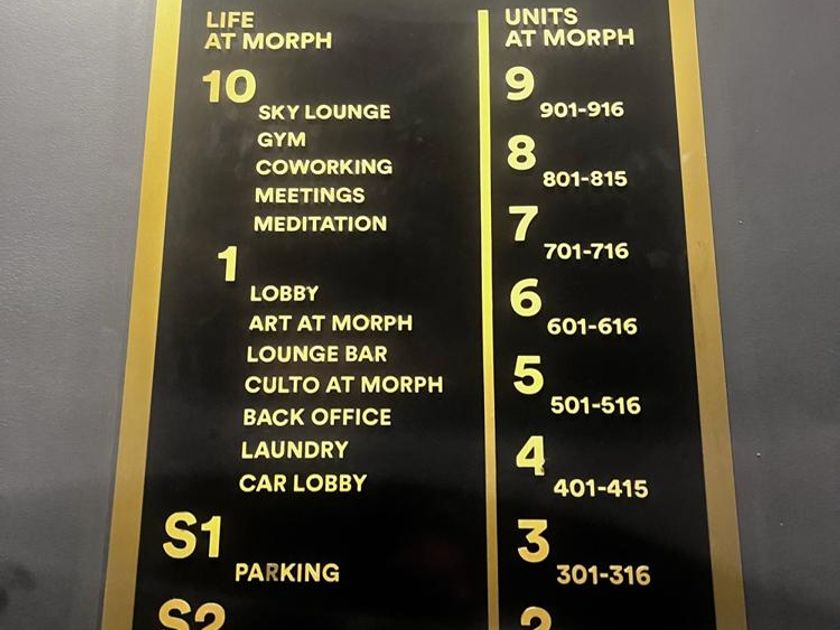 LIFE
AT MORPH
10
SKY LOUNGE
GYM
COWORKING
MEETINGS
MEDITATION
1
LOBBY
ART AT MORPH
LOUNGE BAR
CULTO AT MORPH
BACK OFFICE
LAUNDRY
CAR LOBBY
S1
PARKING
S2
UNITS
AT MORPH
9
901-916
8
801-815
7
701-716
6
601-616
5
501-516
4
401-415
3
301-316
2